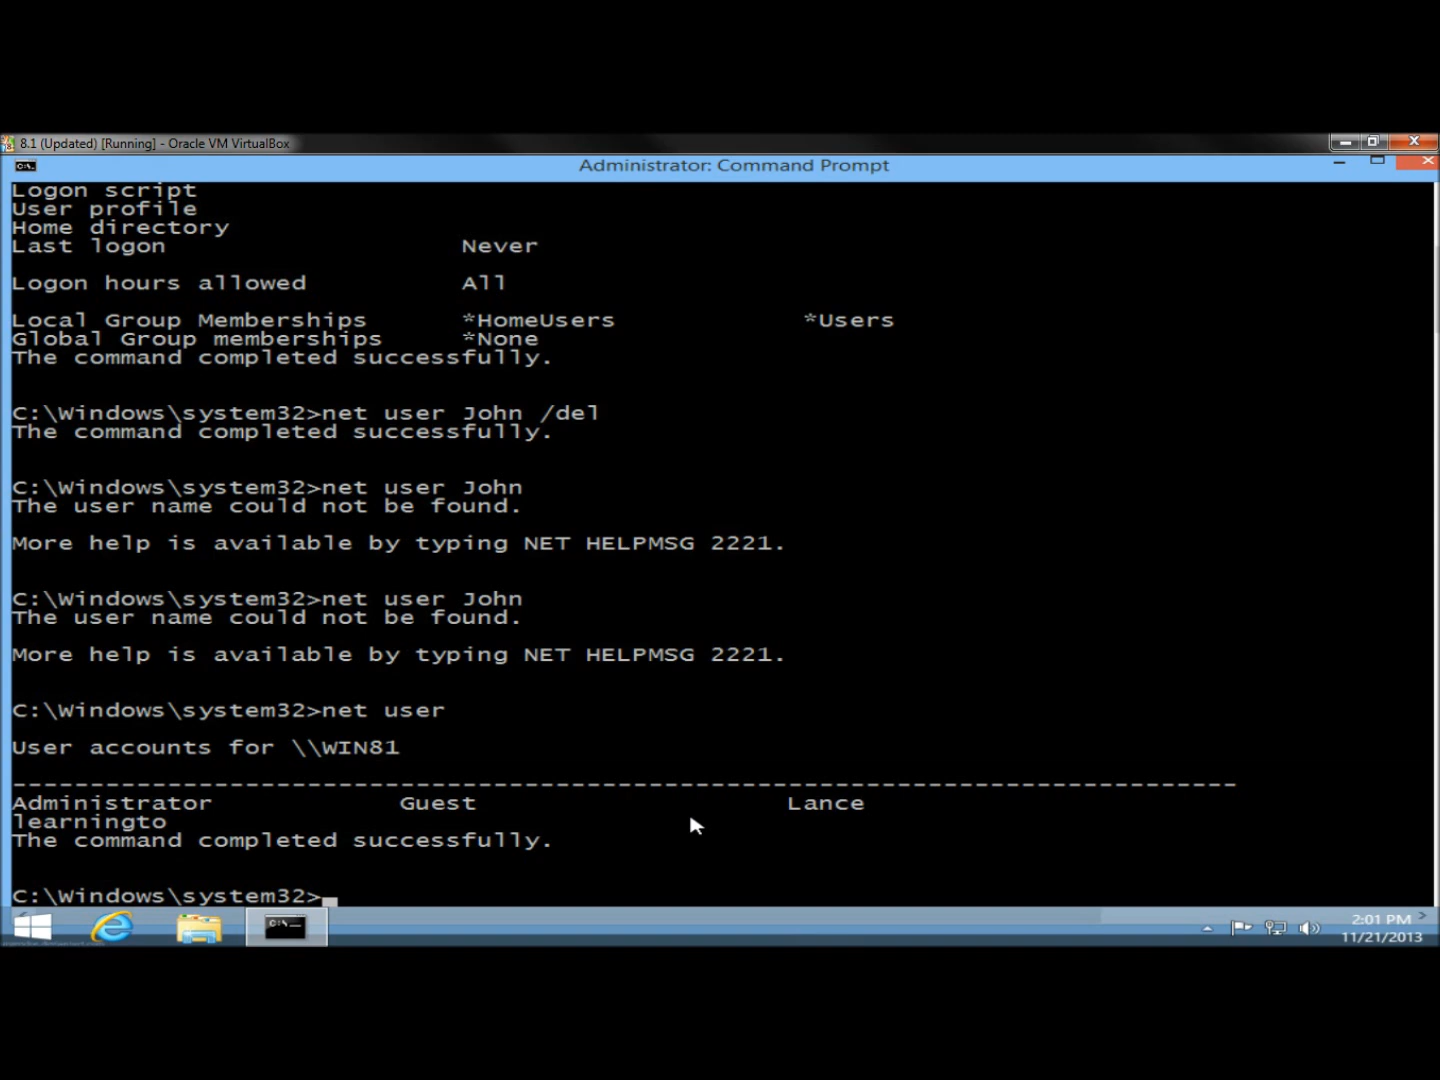 8.1 (Updated) [Running] - Oracle VM VirtualBox
Administrator: Command Prompt
Logon script
User profile
Home directory
Last logon Never
Logon hours allowed All
Local Group Memberships *HomeUsers *Users
Global Group memberships *None
The command completed successfully.
C:\Windows\system32>net user John /del
The command completed successfully.
C:\Windows\system32>net user John
The user name could not be found.
More help is available by typing NET HELPMSG 2221.
C:\Windows\system32>net user John
The user name could not be found.
More help is available by typing NET HELPMSG 2221.
C:\Windows\system32>net user
User accounts for \\WIN81
-------------------------------------------------------------------------------
Administrator Guest Lance
learningto
The command completed successfully.
C:\Windows\system32>
2:01 PM
11/21/2013